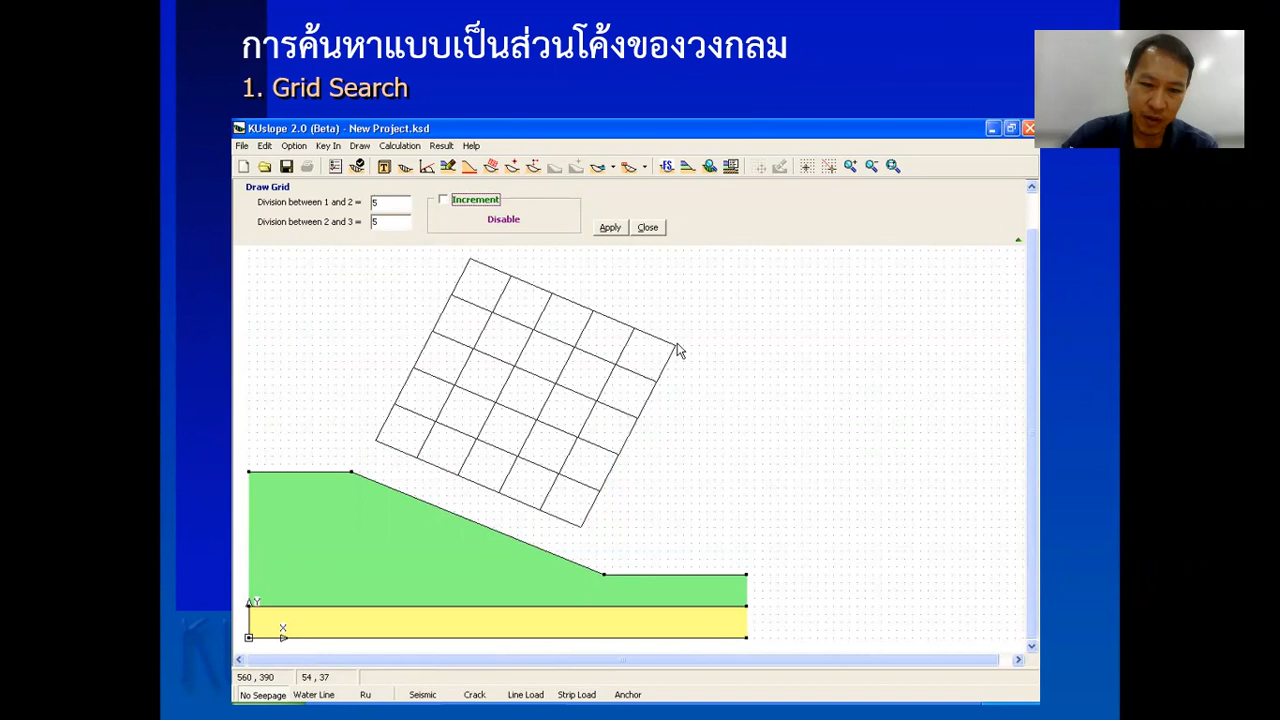 การค้นหาแบบเป็นส่วนโค้งของวงกลม
1. Grid Search
KUslope 2.0 (Beta) - New Project.ksd
File Edit Option Key In Draw Calculation Result Help
Draw Grid
Division between 1 and 2 = 5
Division between 2 and 3 = 5
Increment
Disable
Apply Close
Y
X
560 , 390 54 , 37
No Seepage Water Line Ru Seismic Crack Line Load Strip Load Anchor